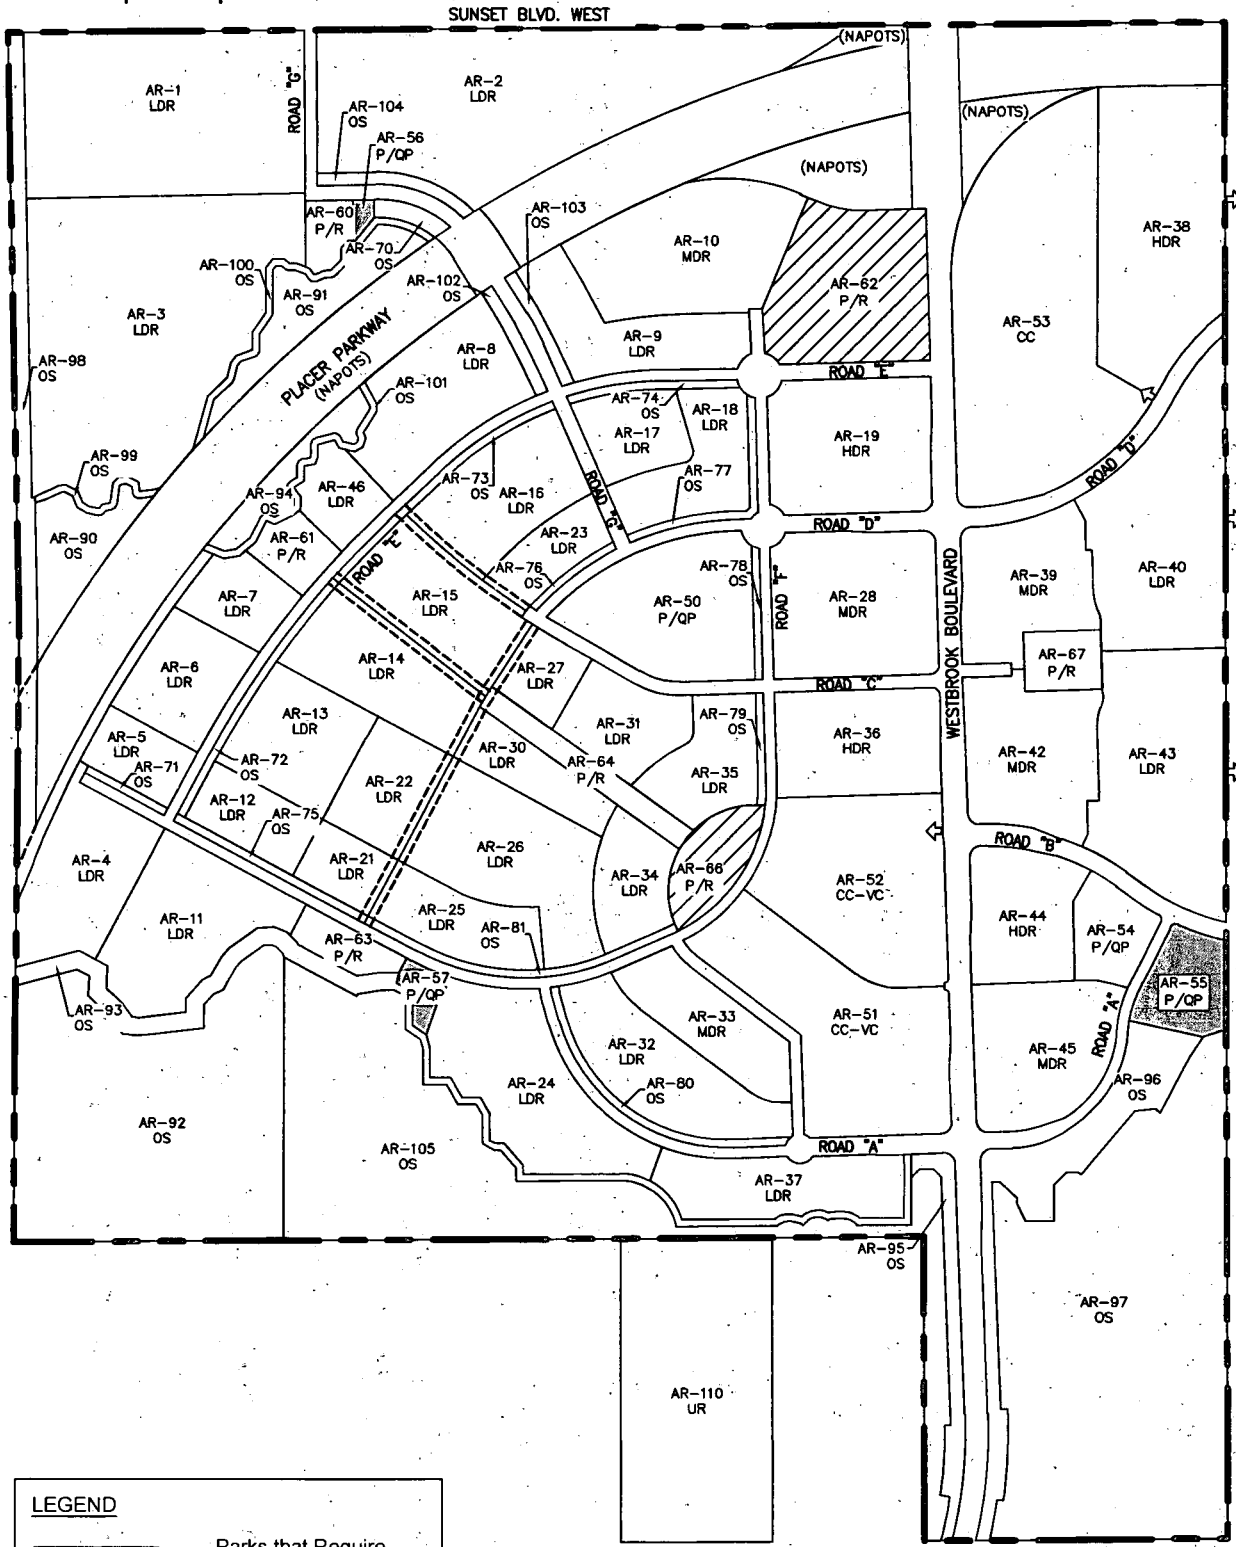 SUNSET BLVD. WEST
(NAPOTS)
AR-1
LDR
ROAD "G"
AR-2
LDR
AR-104
OS
AR-56
P/QP
(NAPOTS)
(NAPOTS)
AR-60
P/R
AR-103
OS
AR-70
OS
AR-10
MDR
AR-38
HDR
AR-100
OS
AR-102
OS
AR-91
OS
AR-62
P/R
AR-3
LDR
AR-53
CC
AR-9
LDR
AR-8
LDR
PLACER PARKWAY
(NAPOTS)
AR-98
OS
ROAD "E"
AR-101
OS
AR-74
OS
AR-18
LDR
AR-17
LDR
AR-19
HDR
AR-99
OS
AR-73
OS
AR-77
OS
ROAD "D"
AR-46
LDR
AR-94
OS
AR-16
LDR
ROAD "G"
ROAD "D"
AR-90
OS
AR-61
P/R
AR-23
LDR
ROAD "E"
AR-76
OS
AR-78
OS
ROAD "F"
AR-7
LDR
AR-15
LDR
AR-50
P/QP
AR-28
MDR
WESTBROOK BOULEVARD
AR-39
MDR
AR-40
LDR
AR-6
LDR
AR-14
LDR
AR-27
LDR
AR-67
P/R
ROAD "C"
AR-5
LDR
AR-13
LDR
AR-31
LDR
AR-79
OS
AR-36
HDR
AR-42
MDR
AR-43
LDR
AR-71
OS
AR-72
OS
AR-30
LDR
AR-64
P/R
AR-35
LDR
AR-22
LDR
AR-12
LDR
AR-75
OS
ROAD "B"
AR-4
LDR
AR-21
LDR
AR-26
LDR
AR-34
LDR
AR-66
P/R
AR-52
CC-VC
AR-11
LDR
AR-25
LDR
AR-81
OS
AR-44
HDR
AR-54
P/QP
AR-63
P/R
AR-57
P/QP
AR-55
P/QP
AR-93
OS
AR-33
MDR
AR-51
CC-VC
ROAD "A"
AR-32
LDR
AR-45
MDR
AR-24
LDR
AR-80
OS
AR-96
OS
AR-92
OS
AR-105
OS
ROAD "A"
AR-37
LDR
AR-95
OS
AR-97
OS
AR-110
UR
LEGEND
Parks that Require